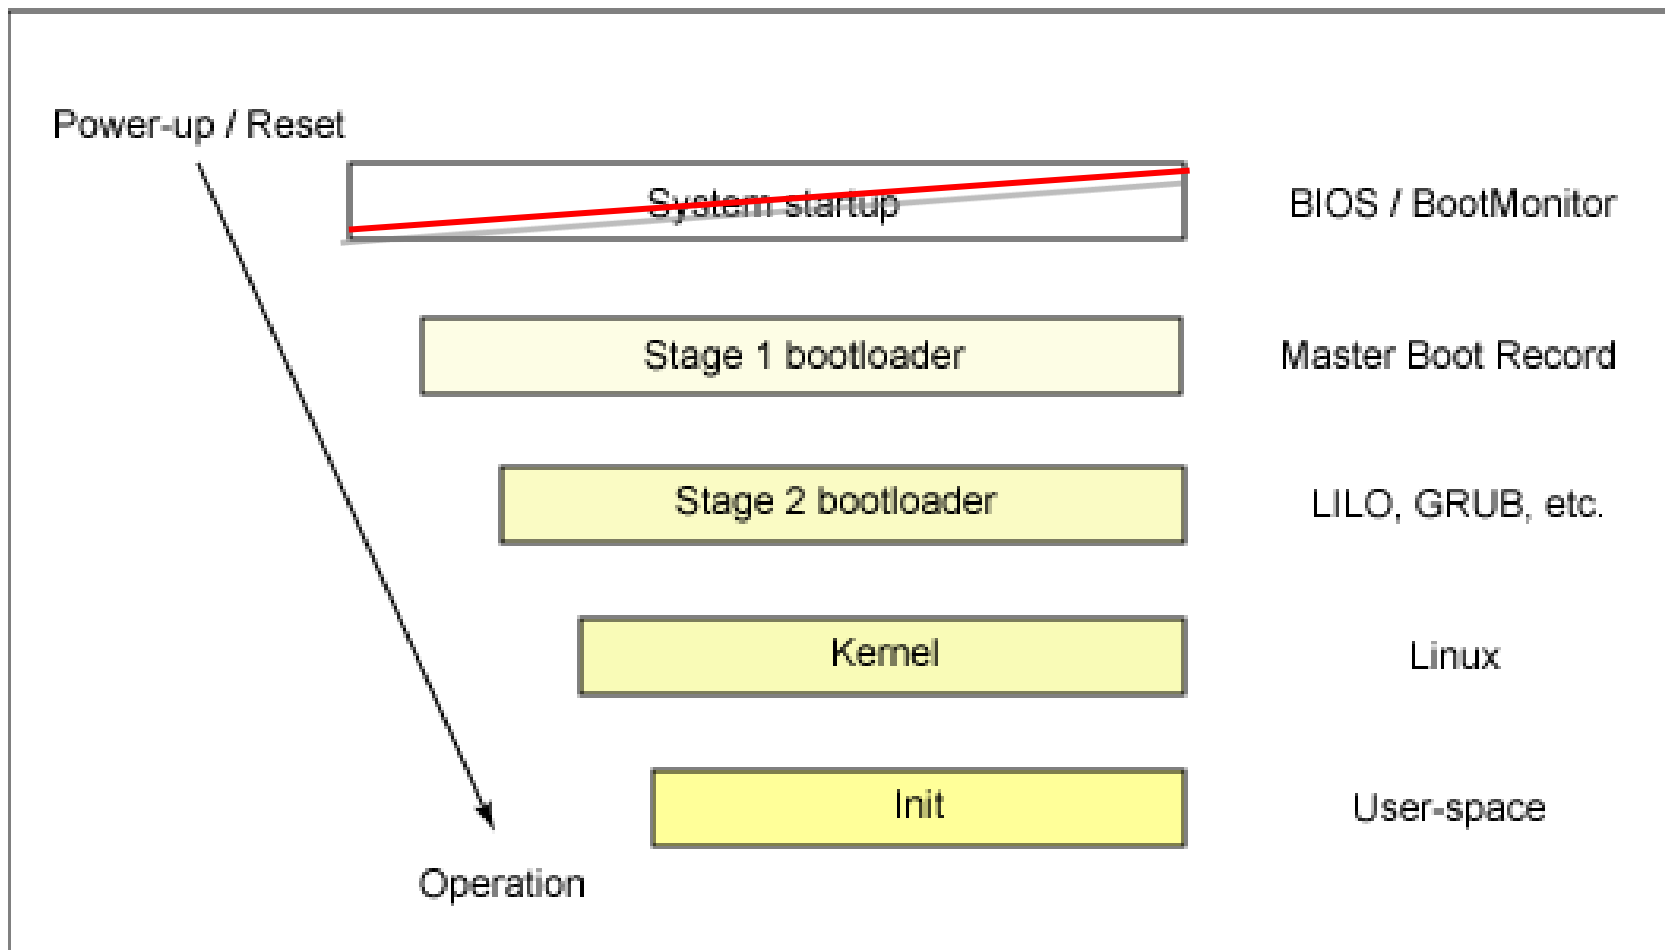 Power-up / Reset
System startup
BIOS / BootMonitor
Stage 1 bootloader
Master Boot Record
Stage 2 bootloader
LILO, GRUB, etc.
Kernel
Linux
Init
User-space
Operation